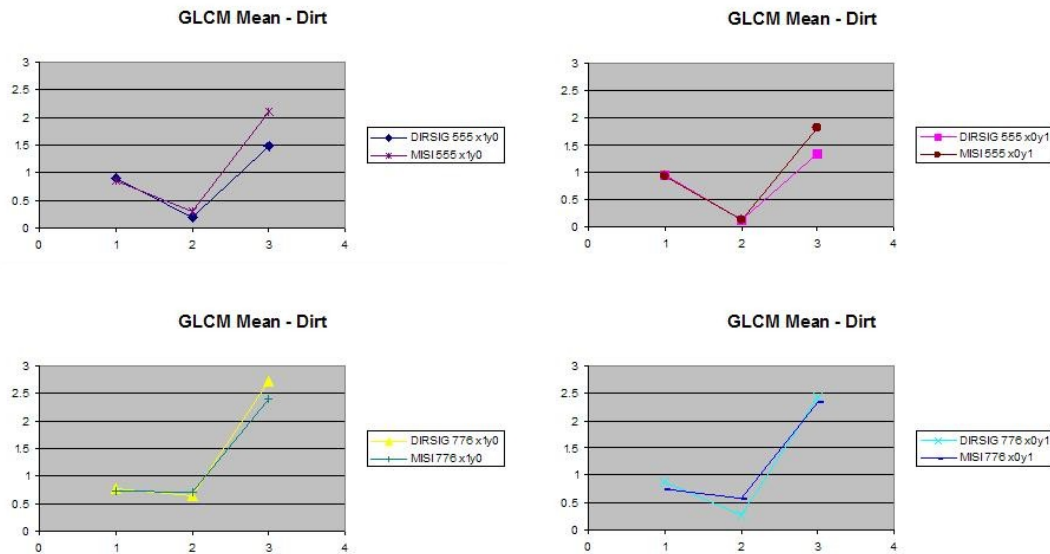 GLCM Mean - Dirt
3
2.5
2
1.5
1
0.5
0
0 1 2 3 4
DIRSIG 555 x1y0
MISI 555 x1y0
GLCM Mean - Dirt
3
2.5
2
1.5
1
0.5
0
0 1 2 3 4
DIRSIG 555 x0y1
MISI 555 x0y1
GLCM Mean - Dirt
3
2.5
2
1.5
1
0.5
0
0 1 2 3 4
DIRSIG 776 x1y0
MISI 776 x1y0
GLCM Mean - Dirt
3
2.5
2
1.5
1
0.5
0
0 1 2 3 4
DIRSIG 776 x0y1
MISI 776 x0y1